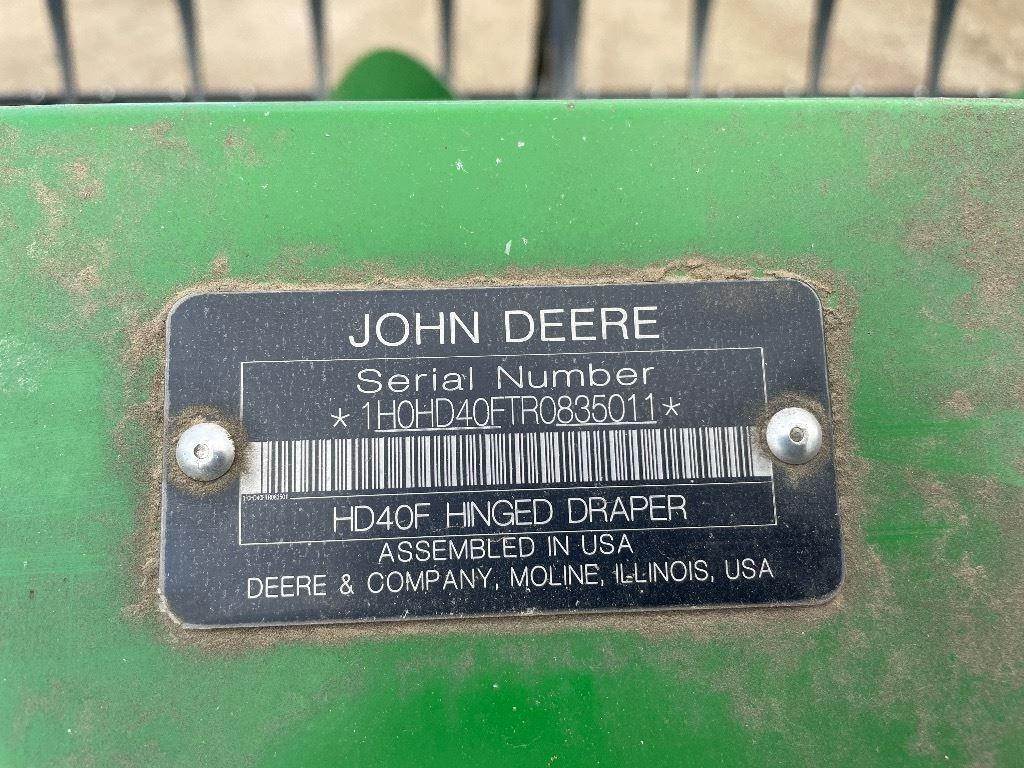 JOHN DEERE
Serial Number
*1H0HD40FTR0835011*
HD40F HINGED DRAPER
ASSEMBLED IN USA
DEERE & COMPANY, MOLINE, ILLINOIS, USA